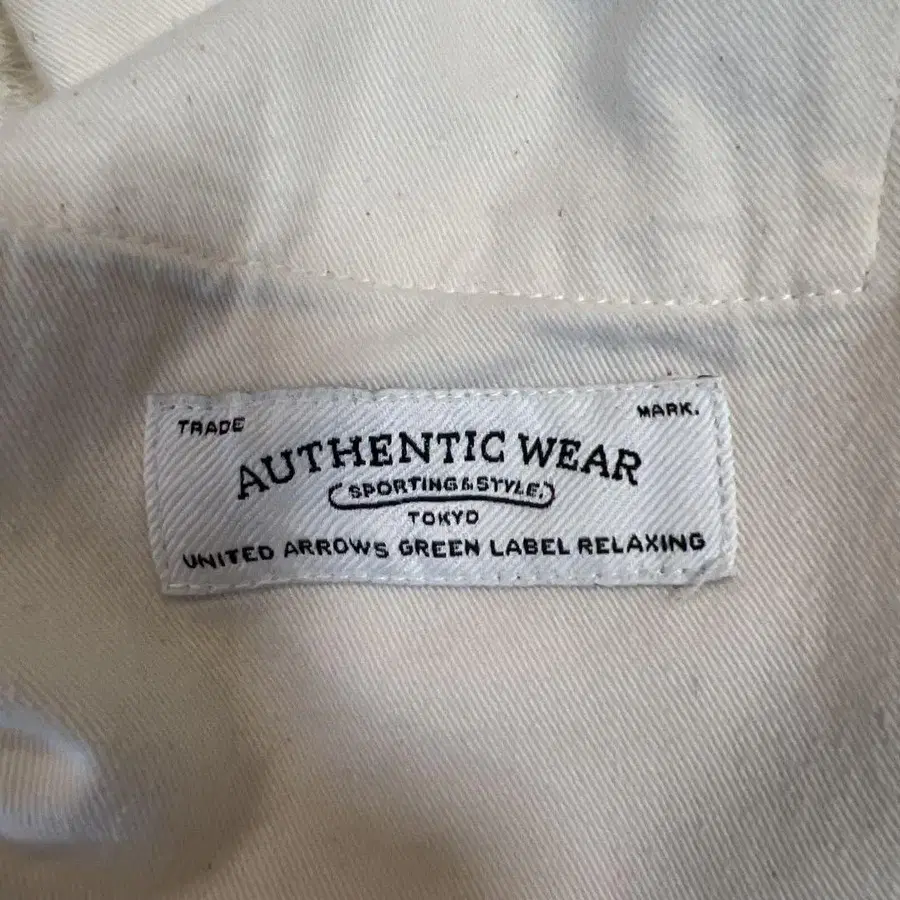 TRADE MARK.
AUTHENTIC WEAR
SPORTING & STYLE.
TOKYO
UNITED ARROWS GREEN LABEL RELAXING